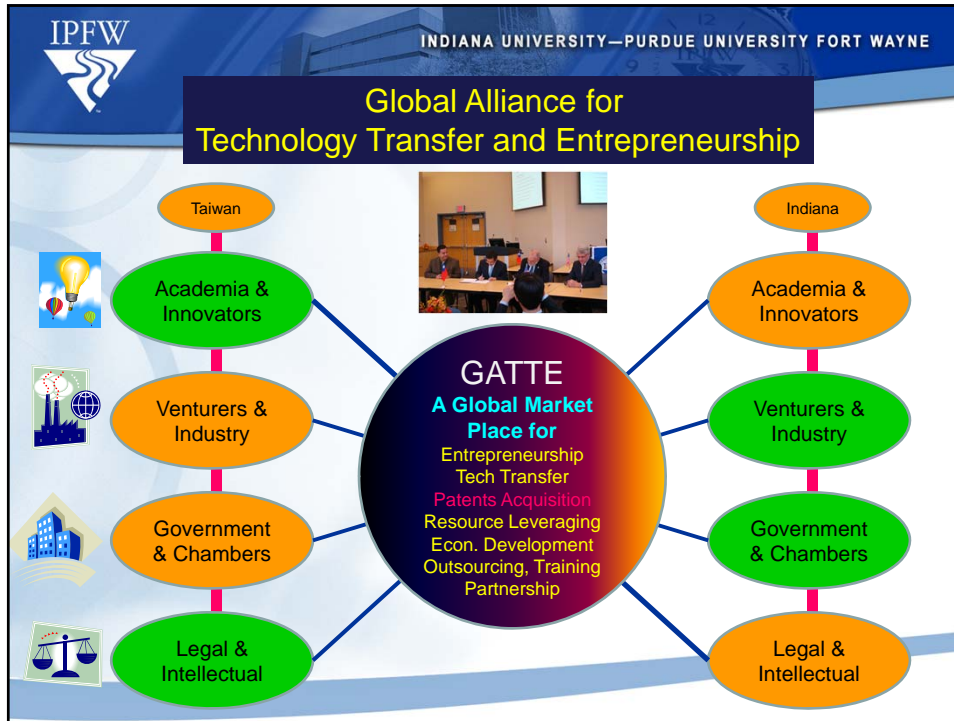 IPFW
INDIANA UNIVERSITY—PURDUE UNIVERSITY FORT WAYNE
Global Alliance for
Technology Transfer and Entrepreneurship
Taiwan
Academia &
Innovators
Venturers &
Industry
Government
& Chambers
Legal &
Intellectual
GATTE
A Global Market
Place for
Entrepreneurship
Tech Transfer
Patents Acquisition
Resource Leveraging
Econ. Development
Outsourcing, Training
Partnership
Indiana
Academia &
Innovators
Venturers &
Industry
Government
& Chambers
Legal &
Intellectual